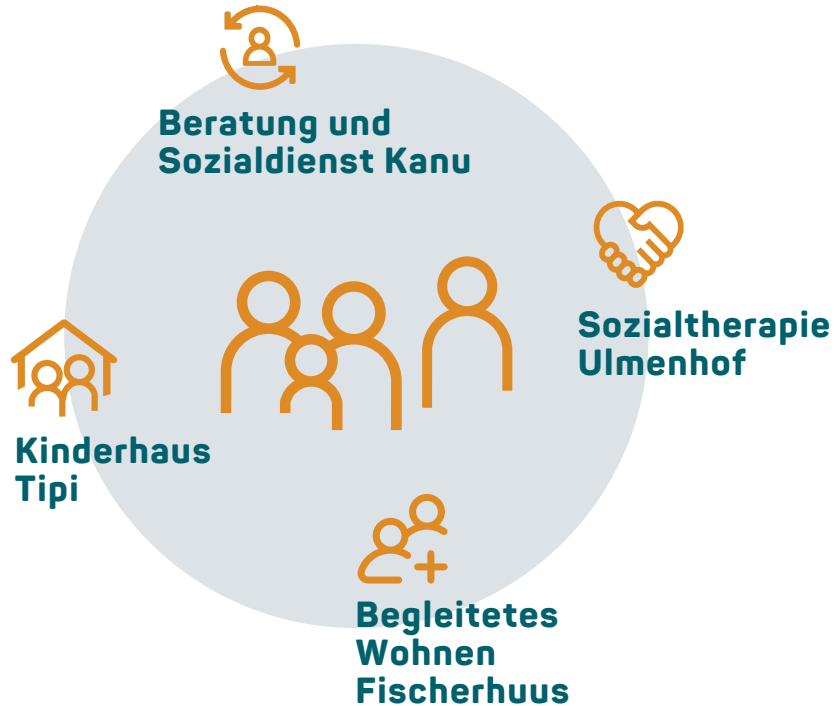 Beratung und
Sozialdienst Kanu
Sozialtherapie
Ulmenhof
Kinderhaus
Tipi
Begleitetes
Wohnen
Fischerhuus